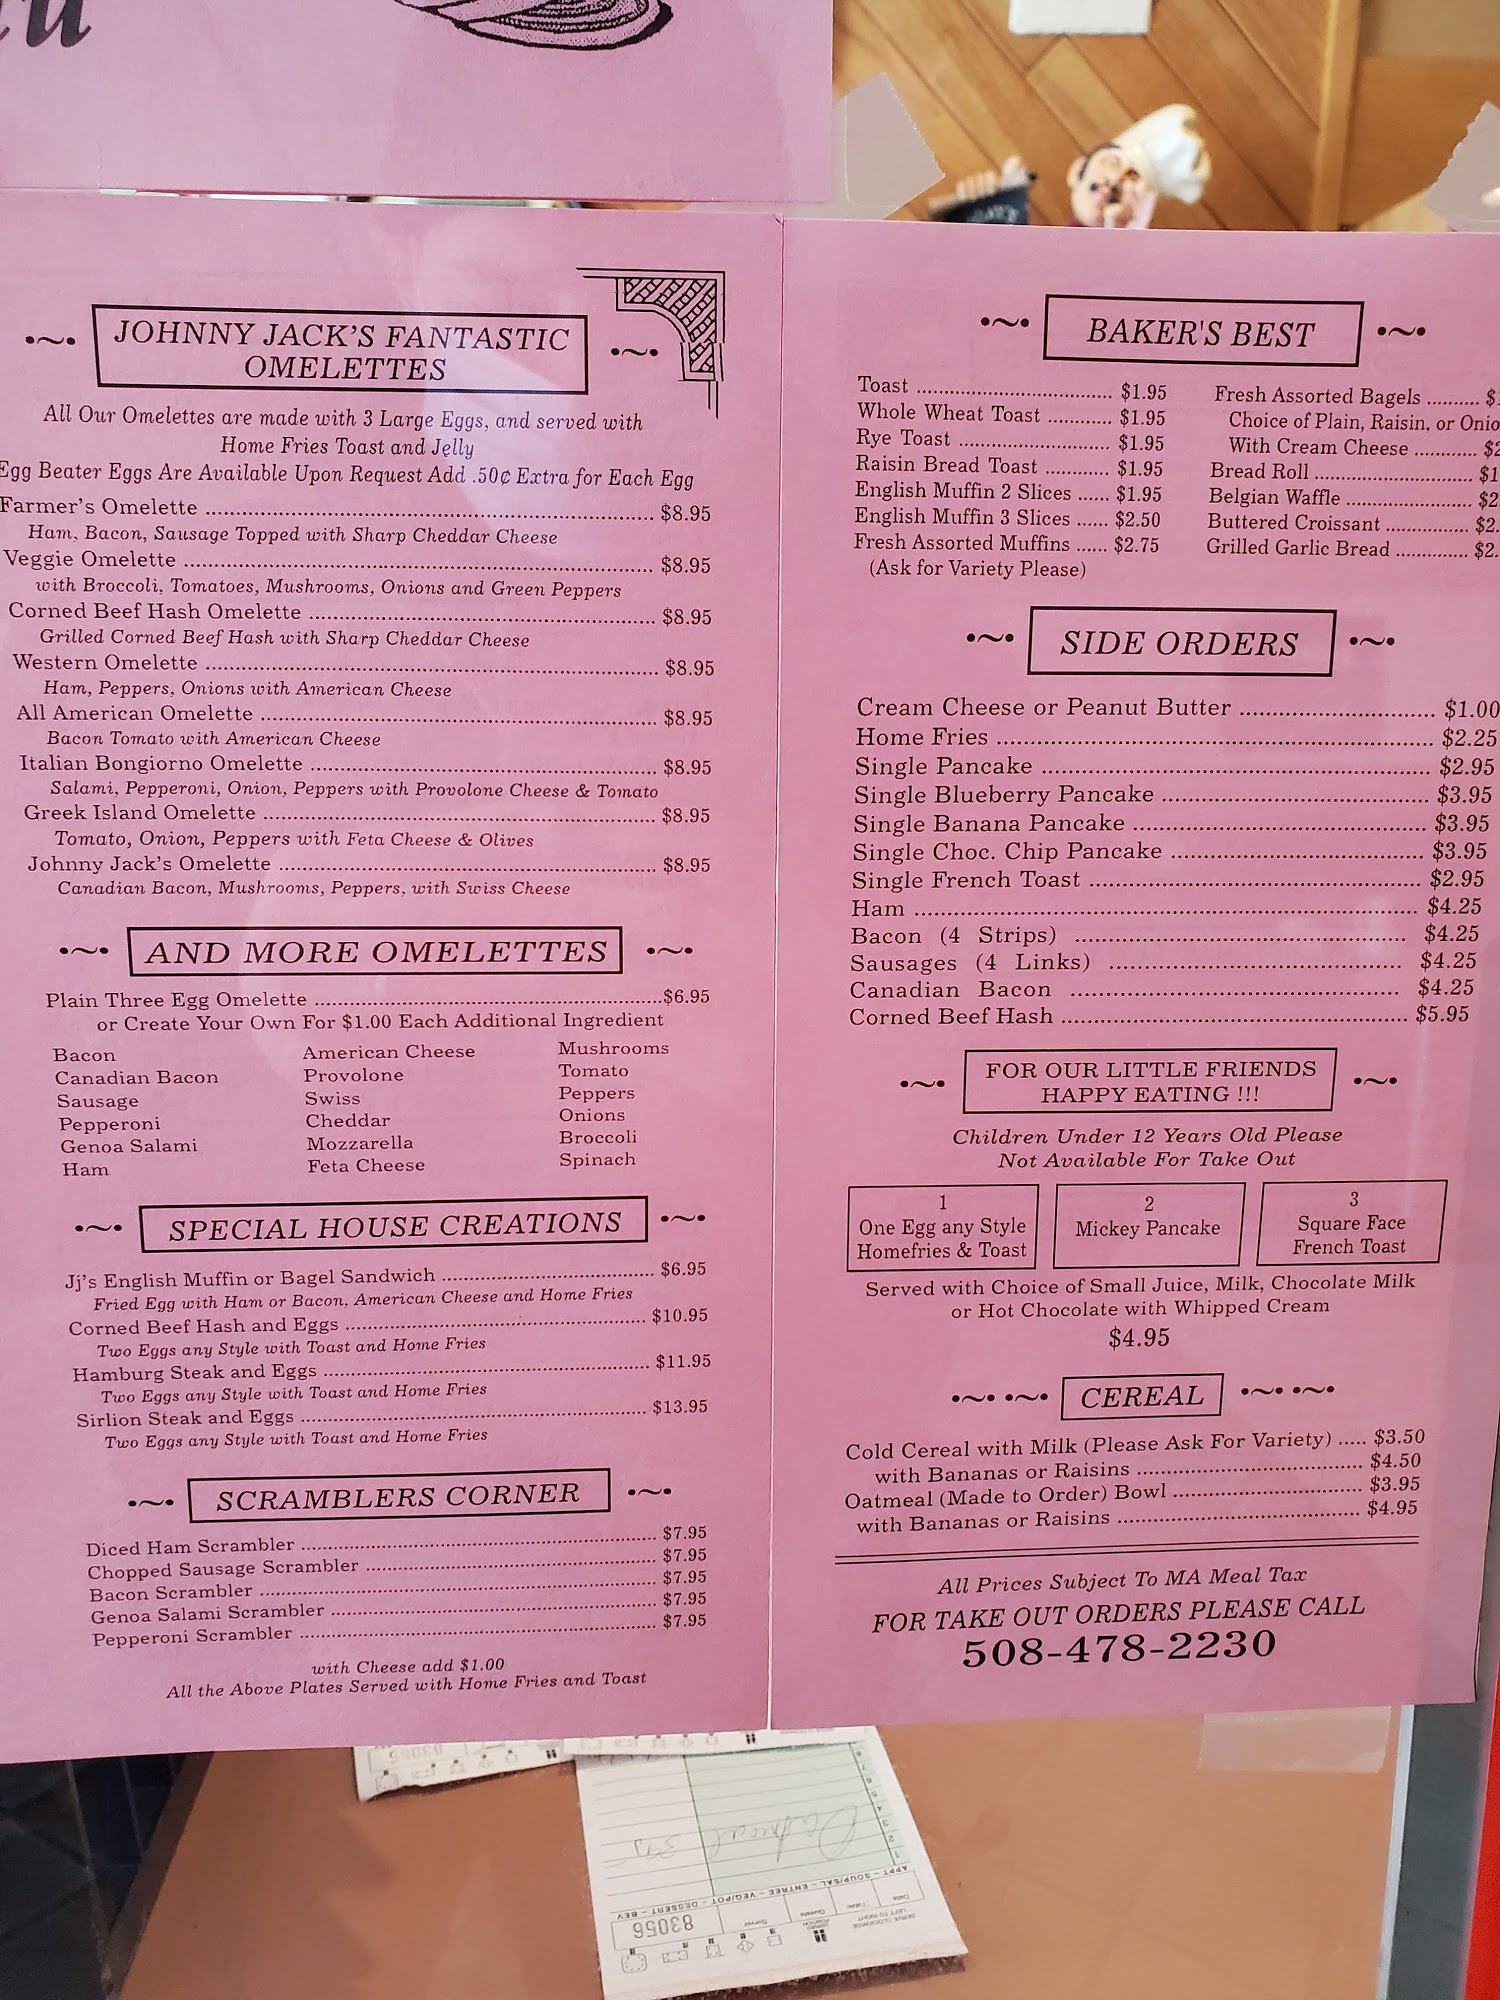 JOHNNY JACK'S FANTASTIC
OMELETTES
All Our Omelettes are made with 3 Large Eggs, and served with
Home Fries Toast and Jelly
Egg Beater Eggs Are Available Upon Request Add .50¢ Extra for Each Egg
Farmer's Omelette $8.95
Ham, Bacon, Sausage Topped with Sharp Cheddar Cheese
Veggie Omelette $8.95
with Broccoli, Tomatoes, Mushrooms, Onions and Green Peppers
Corned Beef Hash Omelette $8.95
Grilled Corned Beef Hash with Sharp Cheddar Cheese
Western Omelette $8.95
Ham, Peppers, Onions with American Cheese
All American Omelette $8.95
Bacon Tomato with American Cheese
Italian Bongiorno Omelette $8.95
Salami, Pepperoni, Onion, Peppers with Provolone Cheese & Tomato
Greek Island Omelette $8.95
Tomato, Onion, Peppers with Feta Cheese & Olives
Johnny Jack's Omelette $8.95
Canadian Bacon, Mushrooms, Peppers, with Swiss Cheese
AND MORE OMELETTES
Plain Three Egg Omelette $6.95
or Create Your Own For $1.00 Each Additional Ingredient
Bacon American Cheese Mushrooms
Canadian Bacon Provolone Tomato
Sausage Swiss Peppers
Pepperoni Cheddar Onions
Genoa Salami Mozzarella Broccoli
Ham Feta Cheese Spinach
SPECIAL HOUSE CREATIONS
Jj's English Muffin or Bagel Sandwich $6.95
Fried Egg with Ham or Bacon, American Cheese and Home Fries
Corned Beef Hash and Eggs $10.95
Two Eggs any Style with Toast and Home Fries
Hamburg Steak and Eggs $11.95
Two Eggs any Style with Toast and Home Fries
Sirlion Steak and Eggs $13.95
Two Eggs any Style with Toast and Home Fries
SCRAMBLERS CORNER
Diced Ham Scrambler $7.95
Chopped Sausage Scrambler $7.95
Bacon Scrambler $7.95
Genoa Salami Scrambler $7.95
Pepperoni Scrambler $7.95
with Cheese add $1.00
All the Above Plates Served with Home Fries and Toast
BAKER'S BEST
Toast $1.95
Whole Wheat Toast $1.95
Rye Toast $1.95
Raisin Bread Toast $1.95
English Muffin 2 Slices $1.95
English Muffin 3 Slices $2.50
Fresh Assorted Muffins $2.75
(Ask for Variety Please)
Fresh Assorted Bagels
Choice of Plain, Raisin, or
With Cream Cheese
Bread Roll
Belgian Waffle
Buttered Croissant
Grilled Garlic Bread
SIDE ORDERS
Cream Cheese or Peanut Butter $1.00
Home Fries $2.25
Single Pancake $2.95
Single Blueberry Pancake $3.95
Single Banana Pancake $3.95
Single Choc. Chip Pancake $3.95
Single French Toast $2.95
Ham $4.25
Bacon (4 Strips) $4.25
Sausages (4 Links) $4.25
Canadian Bacon $4.25
Corned Beef Hash $5.95
FOR OUR LITTLE FRIENDS
HAPPY EATING !!!
Children Under 12 Years Old Please
Not Available For Take Out
1
One Egg any Style
Homefries & Toast
2
Mickey Pancake
3
Square Face
French Toast
Served with Choice of Small Juice, Milk, Chocolate Milk
or Hot Chocolate with Whipped Cream
$4.95
CEREAL
Cold Cereal with Milk (Please Ask For Variety) $3.50
with Bananas or Raisins $4.50
Oatmeal (Made to Order) Bowl $3.95
with Bananas or Raisins $4.95
All Prices Subject To MA Meal Tax
FOR TAKE OUT ORDERS PLEASE CALL
508-478-2230
83056
APPT - SOUP/SAL - ENTREE - VEG/POT - DESSERT - BEV
83056